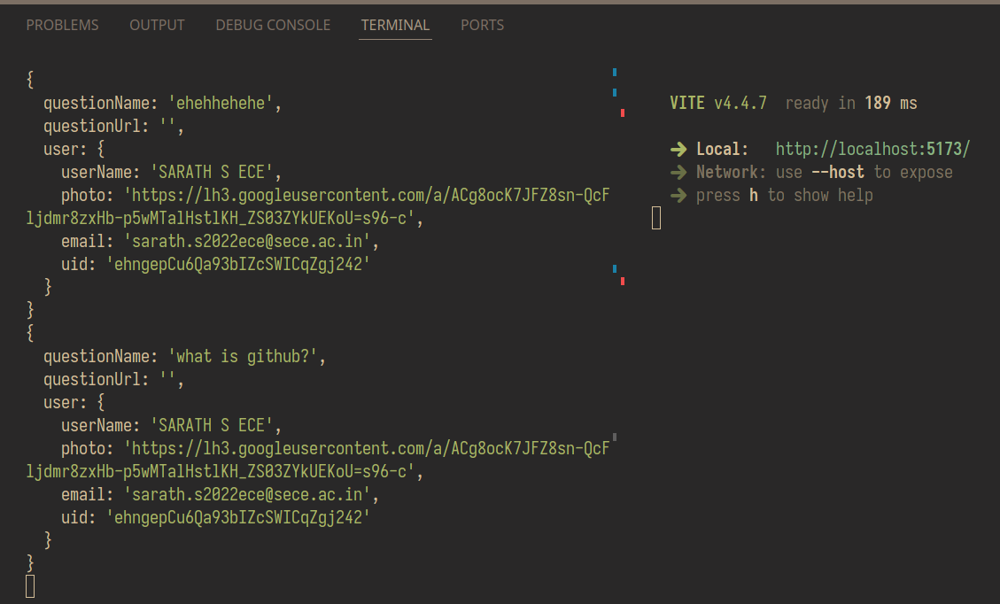 PROBLEMS OUTPUT DEBUG CONSOLE TERMINAL PORTS
{
questionName: 'ehehhehehe',
questionUrl: '',
user: {
userName: 'SARATH S ECE',
photo: 'https://lh3.googleusercontent.com/a/ACg8ocK7JFZ8sn-QcF
ljdmr8zxHb-p5wMTalHstlKH_ZS03ZYkUEKoU=s96-c',
email: 'sarath.s2022ece@sece.ac.in',
uid: 'ehngepCu6Qa93bIZcSWICqZgj242'
}
}
{
questionName: 'what is github?',
questionUrl: '',
user: {
userName: 'SARATH S ECE',
photo: 'https://lh3.googleusercontent.com/a/ACg8ocK7JFZ8sn-QcF
ljdmr8zxHb-p5wMTalHstlKH_ZS03ZYkUEKoU=s96-c',
email: 'sarath.s2022ece@sece.ac.in',
uid: 'ehngepCu6Qa93bIZcSWICqZgj242'
}
}
VITE v4.4.7 ready in 189 ms
➜ Local: http://localhost:5173/
➜ Network: use --host to expose
➜ press h to show help